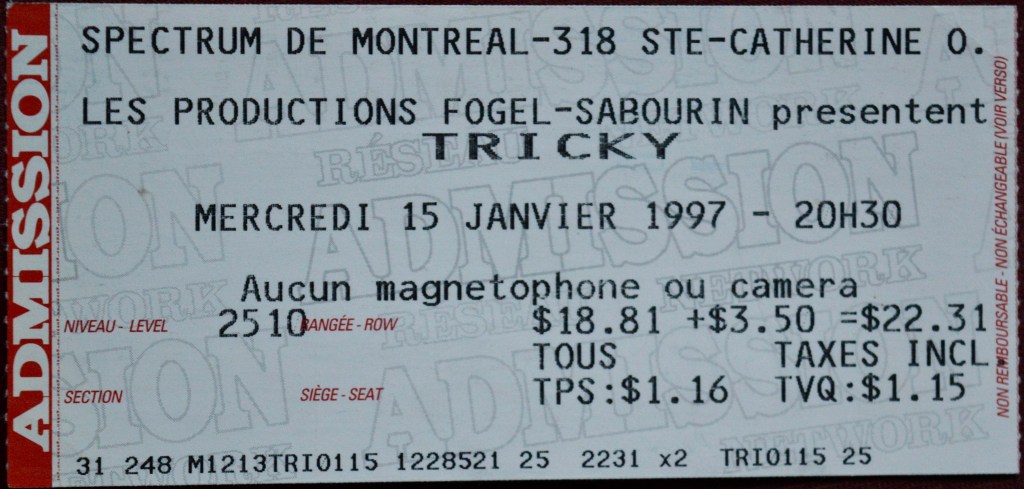 ADMISSION
SPECTRUM DE MONTREAL-318 STE-CATHERINE O.
LES PRODUCTIONS FOGEL-SABOURIN presentent
TRICKY
MERCREDI 15 JANVIER 1997 - 20H30
Aucun magnetophone ou camera
NIVEAU - LEVEL 2510 RANGÉE - ROW $18.81 +$3.50 =$22.31
TOUS TAXES INCL
SECTION SIÈGE - SEAT TPS:$1.16 TVQ:$1.15
31 248 M1213TRI0115 1228521 25 2231 x2 TRI0115 25
NON REMBOURSABLE - NON ÉCHANGEABLE (VOIR VERSO)
RÉSEAU
ADMISSION
NETWORK